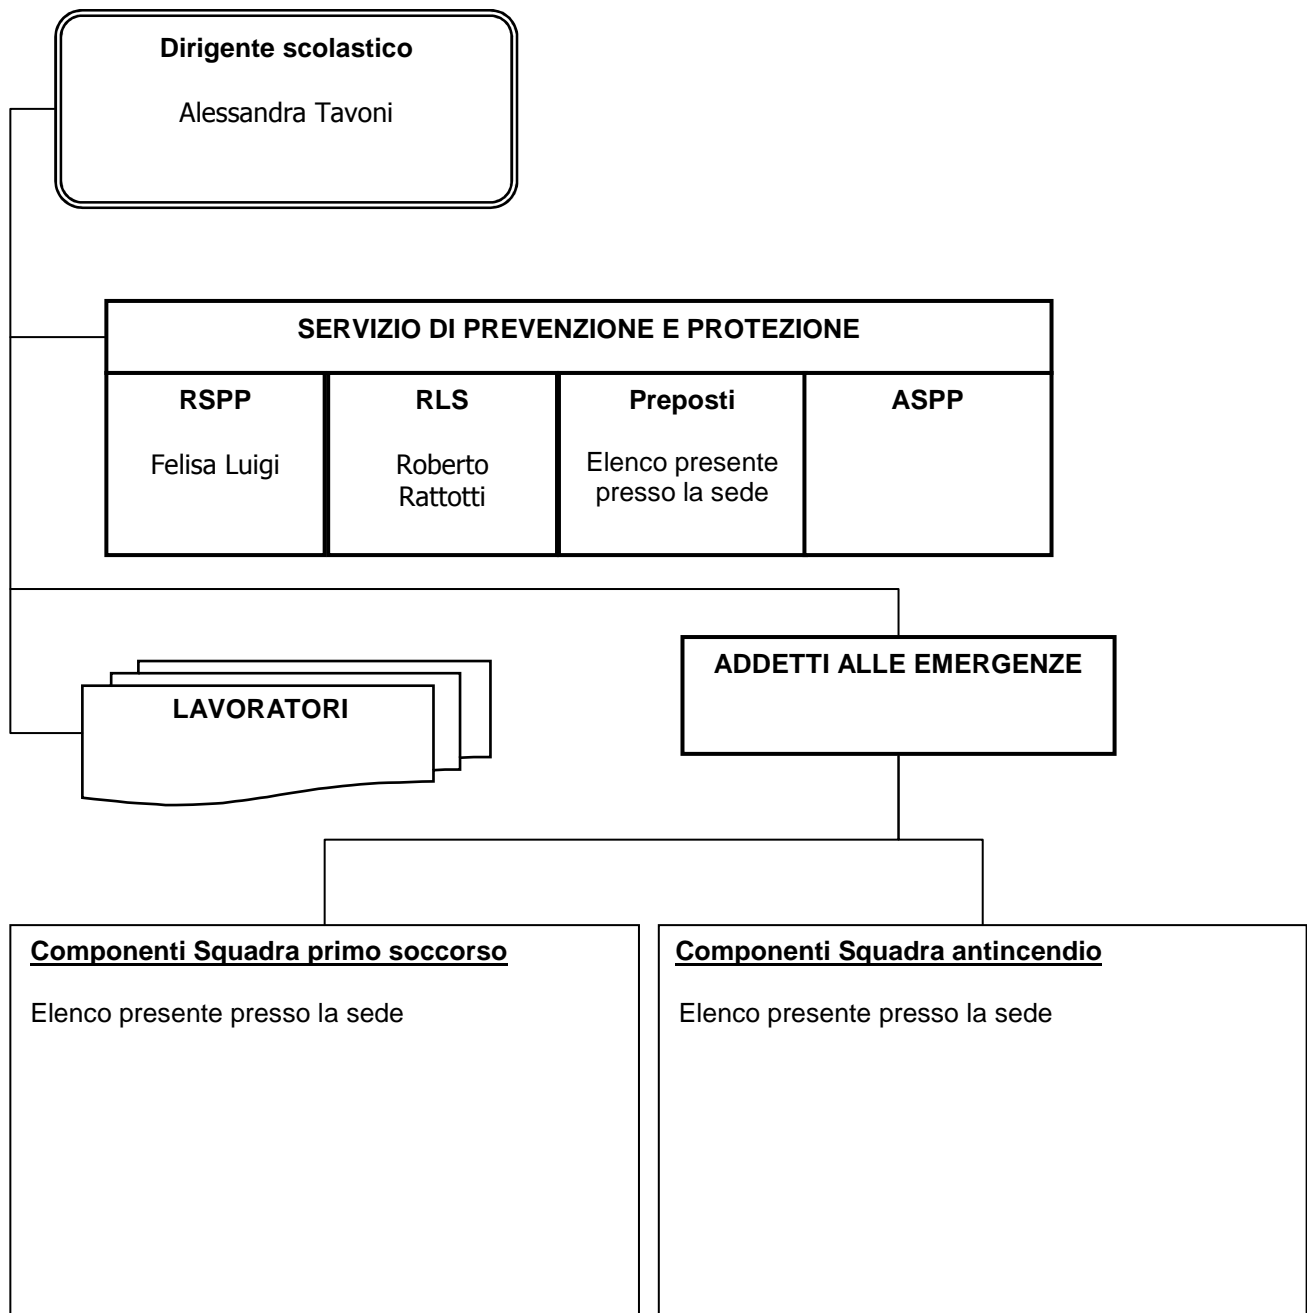 Dirigente scolastico
Alessandra Tavoni
SERVIZIO DI PREVENZIONE E PROTEZIONE
RSPP
Felisa Luigi
RLS
Roberto
Rattotti
Preposti
Elenco presente
presso la sede
ASPP
LAVORATORI
ADDETTI ALLE EMERGENZE
Componenti Squadra primo soccorso
Elenco presente presso la sede
Componenti Squadra antincendio
Elenco presente presso la sede